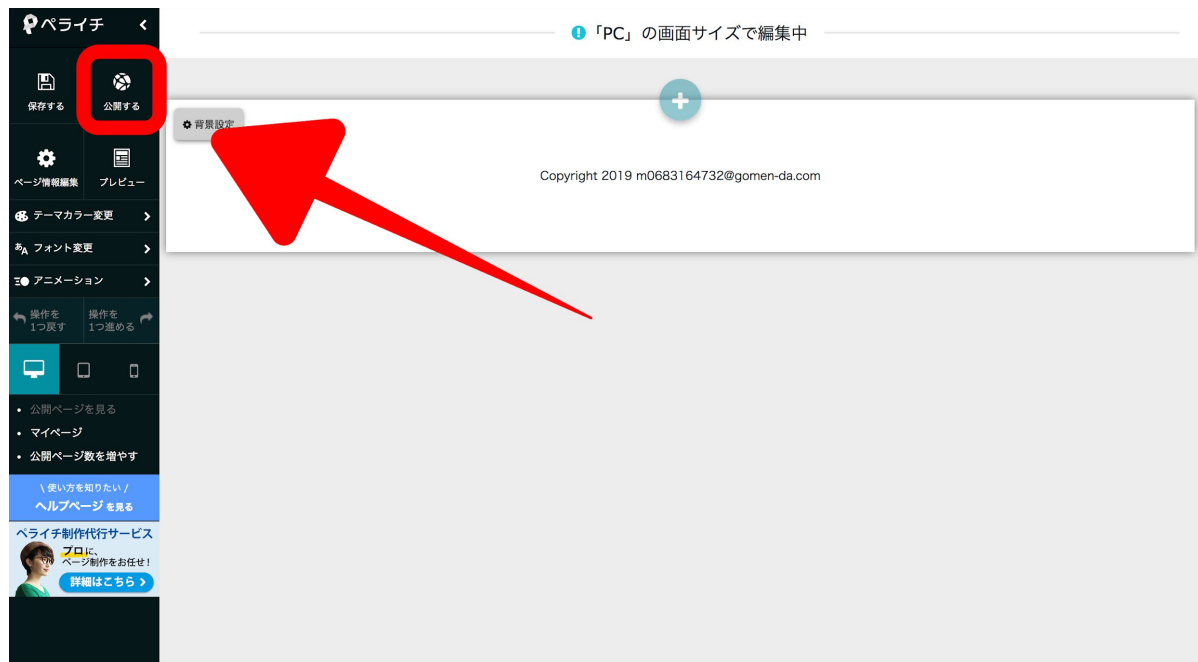 ペライチ
「PC」の画面サイズで編集中
保存する
公開する
背景設定
Copyright 2019 m0683164732@gomen-da.com
ページ情報編集
プレビュー
テーマカラー変更
あA フォント変更
アニメーション
操作を
1つ戻す
操作を
1つ進める
・ 公開ページを見る
・ マイページ
・ 公開ページ数を増やす
\ 使い方を知りたい /
ヘルプページ を見る
ペライチ制作代行サービス
プロに、
ページ制作をお任せ!
詳細はこちら